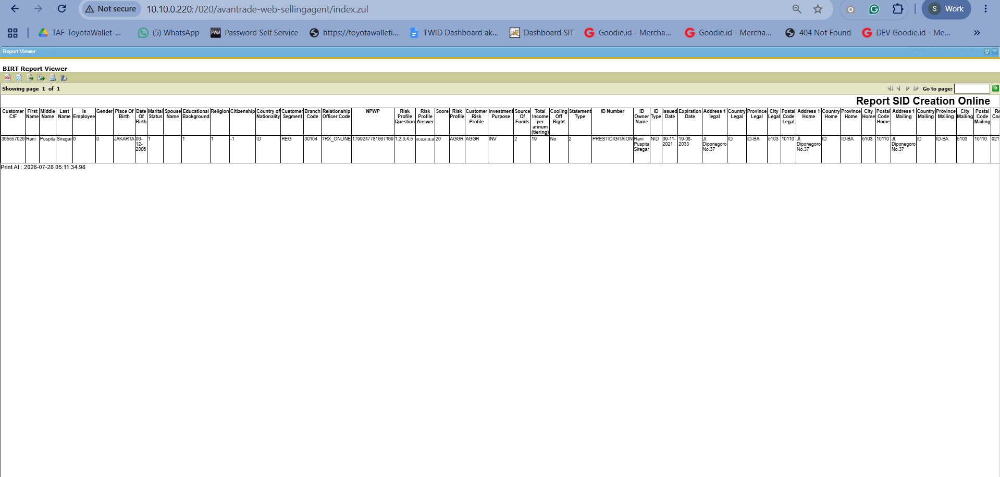 Not secure 10.10.0.220:7020/avantrade-web-sellingagent/index.zul S Work
TAF-ToyotaWallet-... (5) WhatsApp PWM Password Self Service https://toyotawalleti... TWID Dashboard ak... Dashboard SIT Goodie.id - Mercha... Goodie.id - Mercha... 404 Not Found DEV Goodie.id - Me... »
Report Viewer
BIRT Report Viewer
Showing page 1 of 1 Go to page:
Report SID Creation Online
Customer CIF First Name Middle Name Last Name Is Employee Gender Place Of Birth Date Of Birth Marital Status Spouse Name Educational Background Religion Citizenship Country of Nationality Customer Segment Branch Code Relationship Officer Code NPWP Risk Profile Question Risk Profile Answer Score Risk Profile Customer Risk Profile Investment Purpose Source Of Funds Total Income per annum (tiering) Cooling Off Right Statement Type ID Number ID Owner Name ID Type Issued Date Expiration Date Address 1 legal Country Legal Province Legal City Legal Postal Code Legal Address 1 Home Country Home Province Home City Home Postal Code Home Address 1 Mailing Country Mailing Province Mailing City Mailing Postal Code Mailing Re Cor
365557026 Rani Puspita Siregar 0 0 JAKARTA 06-12-2006 1 1 1 -1 ID REG 00104 TRX_ONLINE 1799247781667169 1;2;3;4;5 a;a;a;a;a 20 AGGR AGGR INV 2 19 No 2 PRESTIDIGITAION Rani Puspita Siregar NID 09-11-2021 19-08-2033 Jl. Diponegoro No.37 ID ID-BA 5103 10110 Jl. Diponegoro No.37 ID ID-BA 5103 10110 Jl. Diponegoro No.37 ID ID-BA 5103 10110 021
Print At : 2026-07-28 05:11:34.98